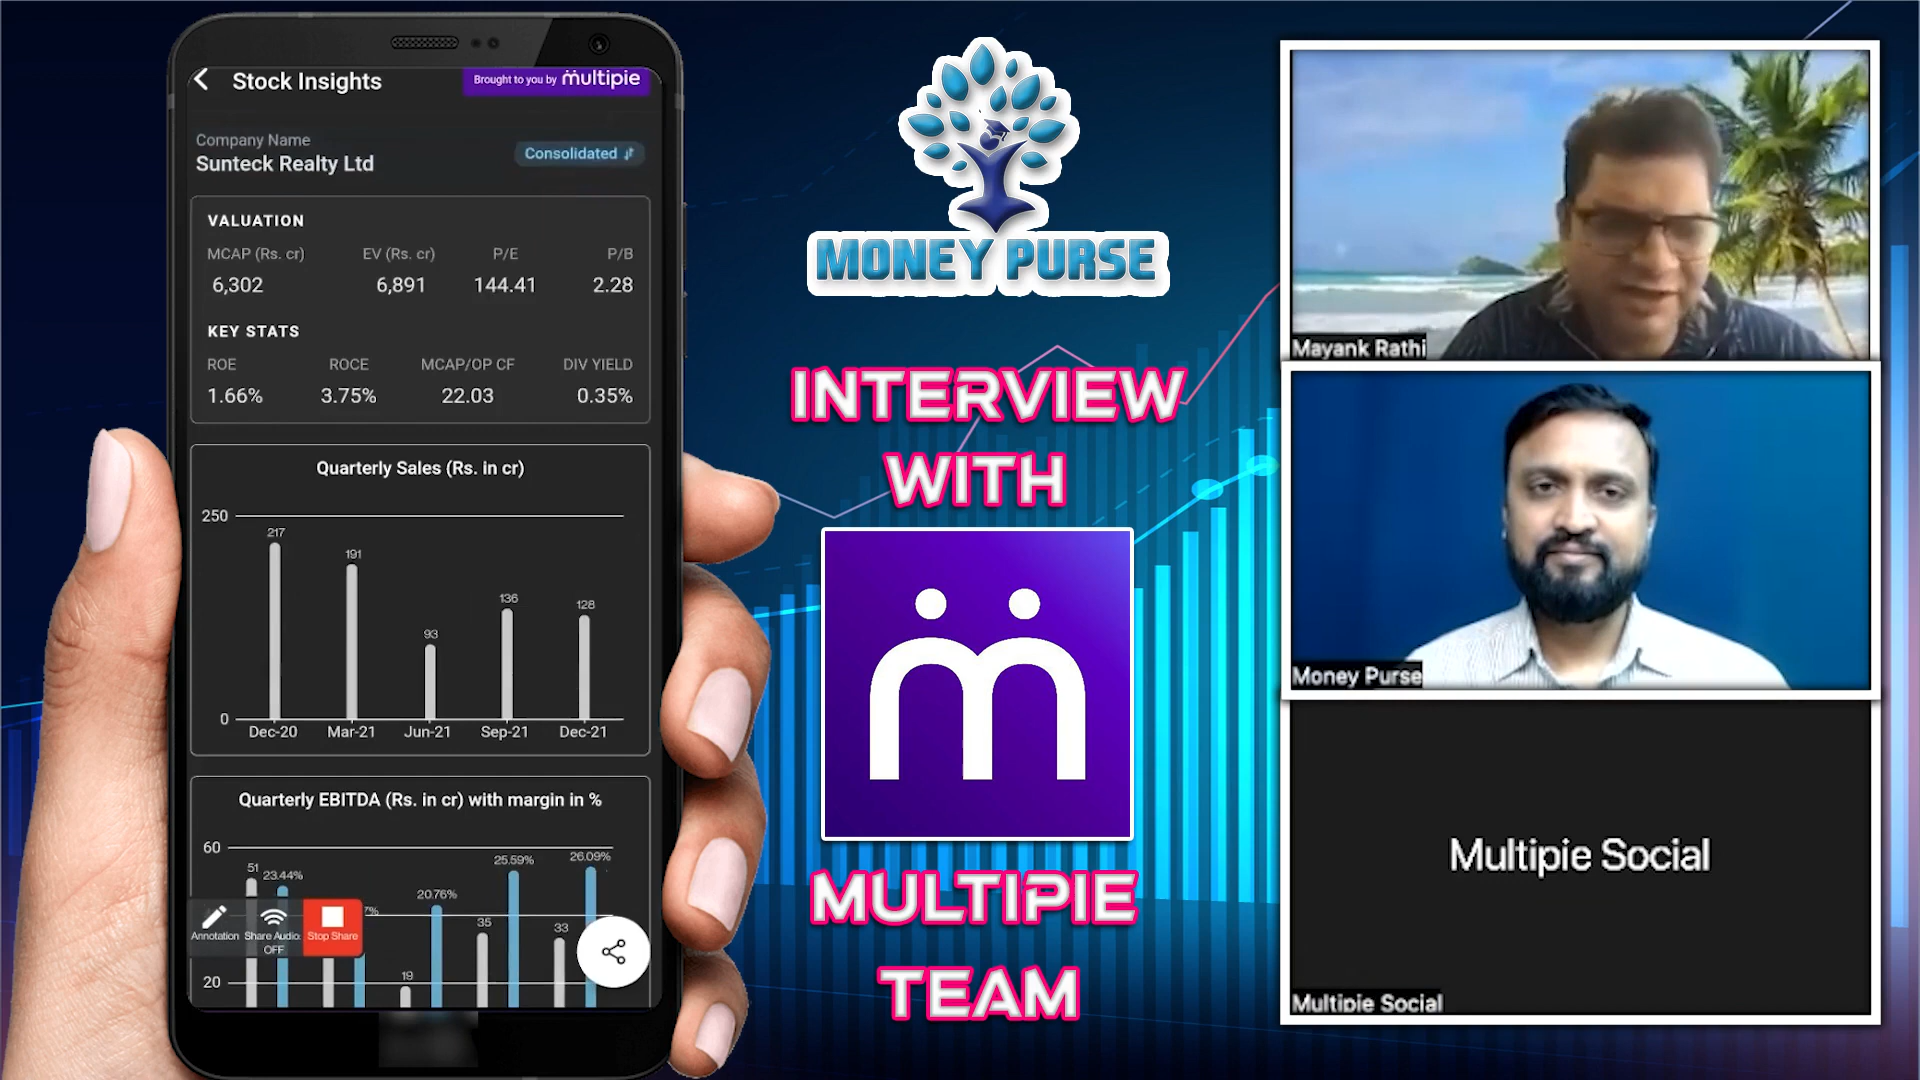 Stock Insights
Brought to you by multipie
Company Name
Sunteck Realty Ltd
Consolidated
VALUATION
MCAP (Rs. cr) EV (Rs. cr) P/E P/B
6,302 6,891 144.41 2.28
KEY STATS
ROE ROCE MCAP/OP CF DIV YIELD
1.66% 3.75% 22.03 0.35%
Quarterly Sales (Rs. in cr)
250
217
191
93
136
128
0
Dec-20 Mar-21 Jun-21 Sep-21 Dec-21
Quarterly EBITDA (Rs. in cr) with margin in %
60
51
23.44%
7%
20.76%
25.59%
26.09%
19
35
33
20
Annotation
Share Audio: OFF
Stop Share
MONEY PURSE
INTERVIEW
WITH
m
MULTIPIE
TEAM
Mayank Rathi
Money Purse
Multipie Social
Multipie Social